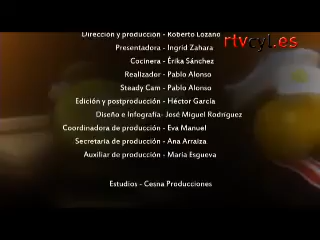 rtvcyl.es
Dirección y producción - Roberto Lozano
Presentadora - Ingrid Zahara
Cocinera - Érika Sánchez
Realizador - Pablo Alonso
Steady Cam - Pablo Alonso
Edición y postproducción - Héctor García
Diseño e Infografía- José Miguel Rodríguez
Coordinadora de producción - Eva Manuel
Secretaria de producción - Ana Arraiza
Auxiliar de producción - María Esgueva
Estudios - Cesna Producciones